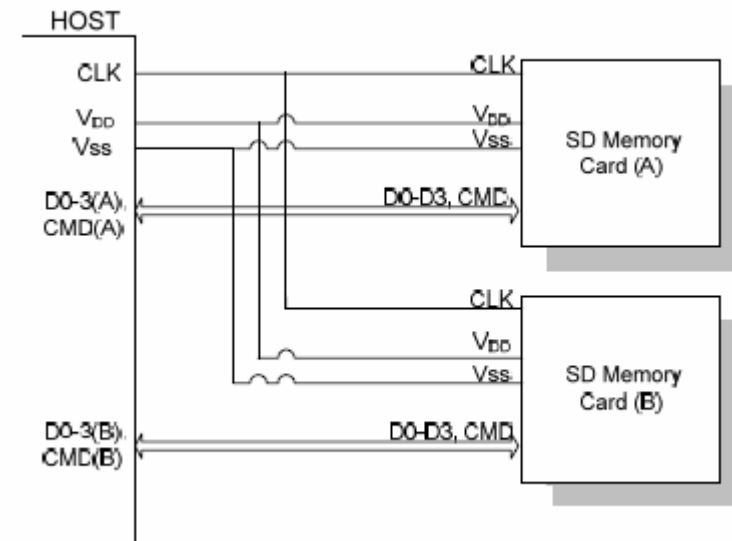 HOST
CLK
VDD
Vss
D0-3(A),
CMD(A)
CLK
VDD
Vss
D0-D3, CMD
SD Memory
Card (A)
D0-3(B),
CMD(B)
CLK
VDD
Vss
D0-D3, CMD
SD Memory
Card (B)